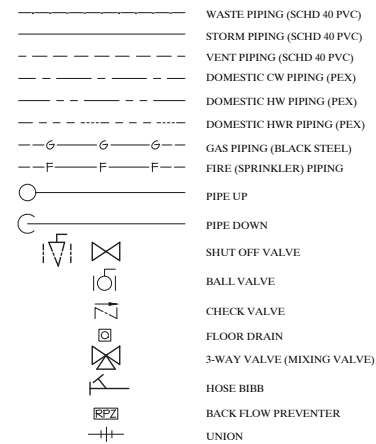 WASTE PIPING (SCHD 40 PVC)
STORM PIPING (SCHD 40 PVC)
VENT PIPING (SCHD 40 PVC)
DOMESTIC CW PIPING (PEX)
DOMESTIC HW PIPING (PEX)
DOMESTIC HWR PIPING (PEX)
G G G GAS PIPING (BLACK STEEL)
F F F FIRE (SPRINKLER) PIPING
PIPE UP
PIPE DOWN
SHUT OFF VALVE
BALL VALVE
CHECK VALVE
FLOOR DRAIN
3-WAY VALVE (MIXING VALVE)
HOSE BIBB
RPZ BACK FLOW PREVENTER
UNION